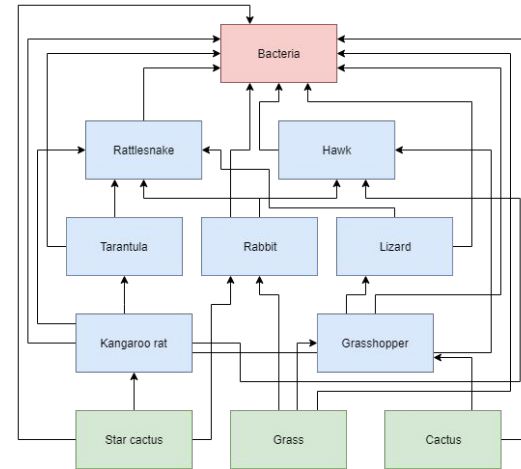 Bacteria
Rattlesnake
Hawk
Tarantula
Rabbit
Lizard
Kangaroo rat
Grasshopper
Star cactus
Grass
Cactus